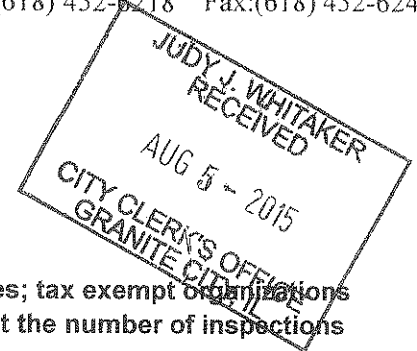 (618) 452-6218 Fax:(618) 452-624
JUDY J. WHITAKER
RECEIVED
AUG 5 - 2015
CITY CLERK'S OFFICE
GRANITE CITY, IL
es; tax exempt organizations
t the number of inspections